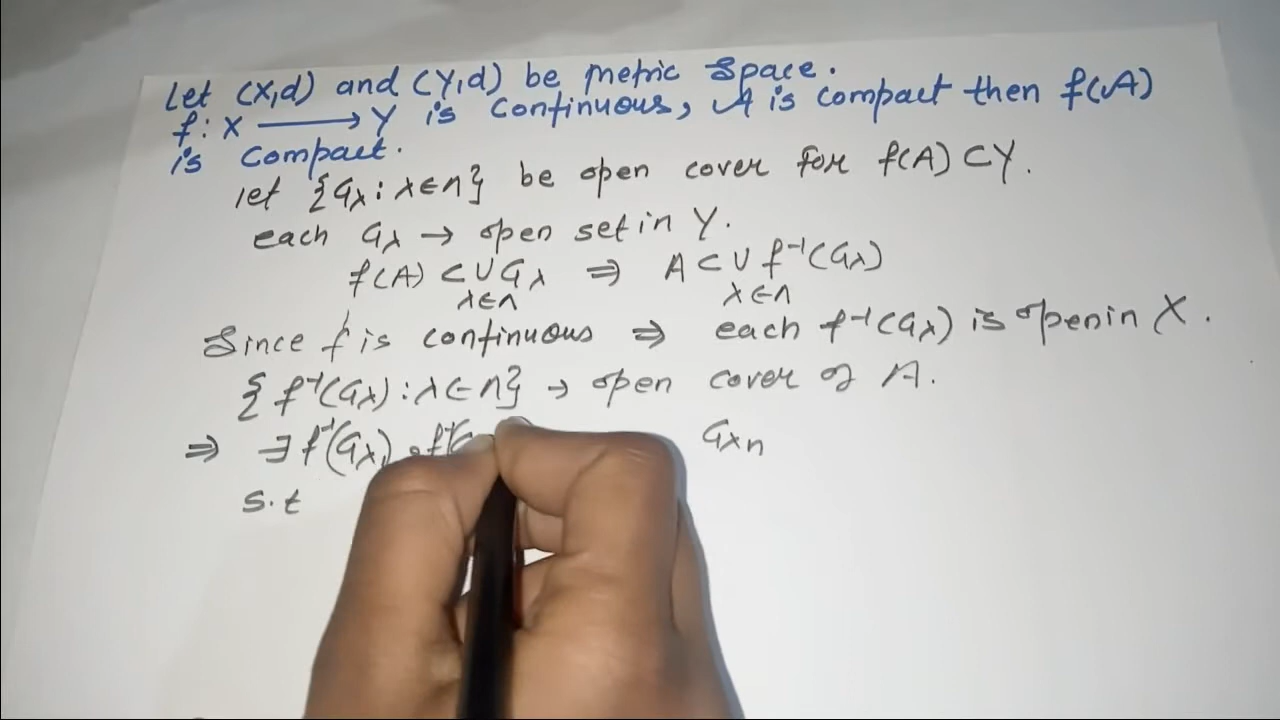 Let (X,d) and (Y,d) be metric Space.
f : X ⟶ Y is Continuous, A is compact then f(A)
is Compact.
let {Gλ : λ∈Λ} be open cover for f(A) ⊂ Y.
each Gλ → open set in Y.
f(A) ⊂ ∪ Gλ ⇒ A ⊂ ∪ f⁻¹(Gλ)
λ∈Λ λ∈Λ
Since f is continuous ⇒ each f⁻¹(Gλ) is open in X.
{f⁻¹(Gλ) : λ∈Λ} → open cover of A.
⇒ ∃ f⁻¹(Gλ₁), f⁻¹(G Gλn
s.t